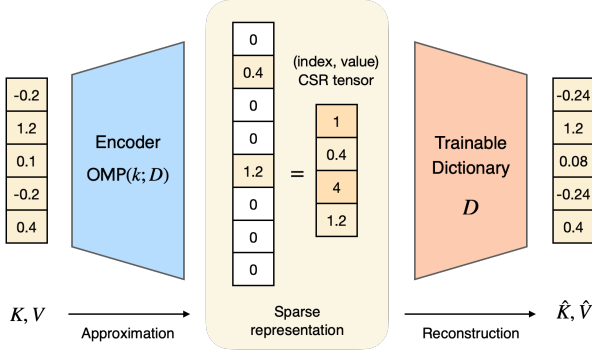 -0.2
1.2
0.1
-0.2
0.4
K, V
Encoder
OMP(k; D)
Approximation
0
0.4
0
0
1.2
0
0
0
=
(index, value)
CSR tensor
1
0.4
4
1.2
Sparse
representation
Trainable
Dictionary
D
Reconstruction
-0.24
1.2
0.08
-0.24
0.4
K̂, V̂